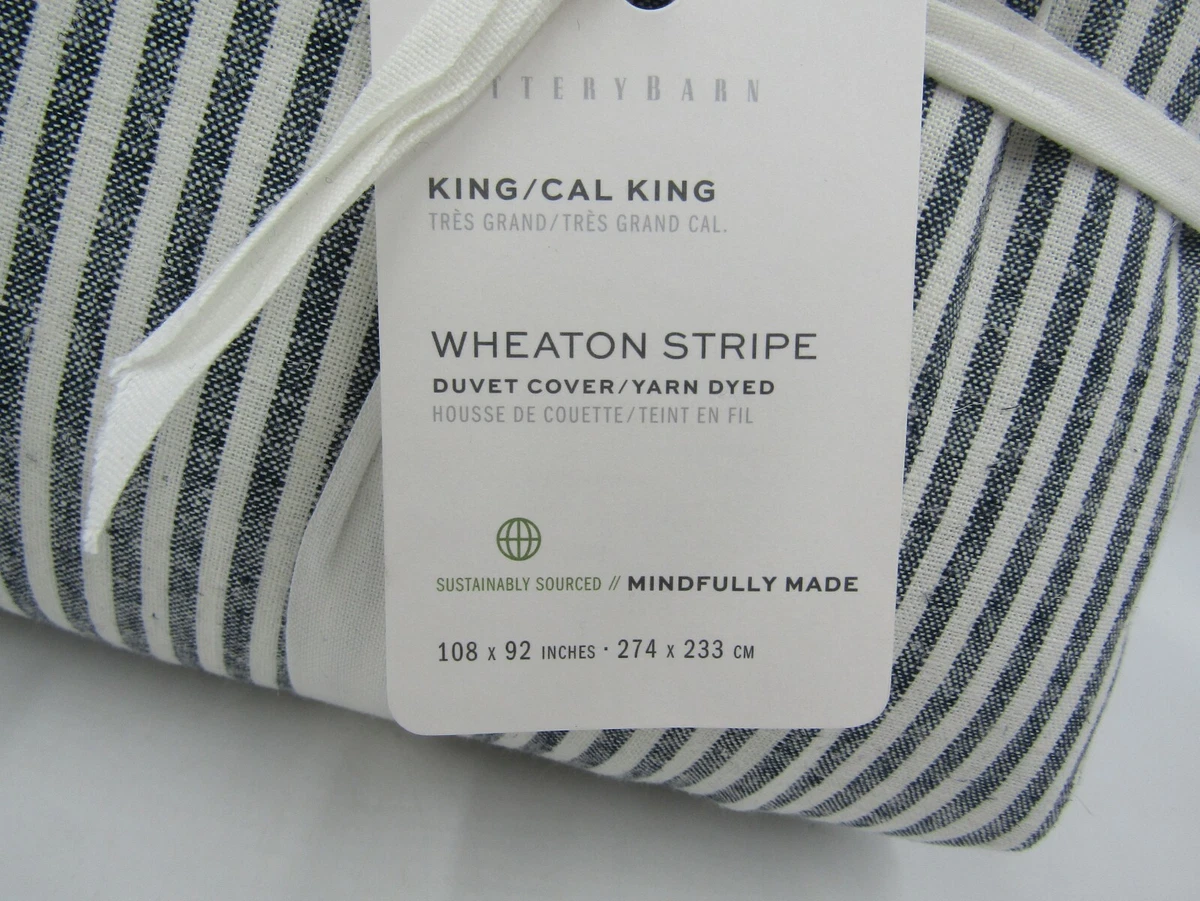 TTERYBARN
KING/CAL KING
TRÈS GRAND/TRÈS GRAND CAL.
WHEATON STRIPE
DUVET COVER/YARN DYED
HOUSSE DE COUETTE/TEINT EN FIL
SUSTAINABLY SOURCED // MINDFULLY MADE
108 X 92 INCHES · 274 X 233 CM